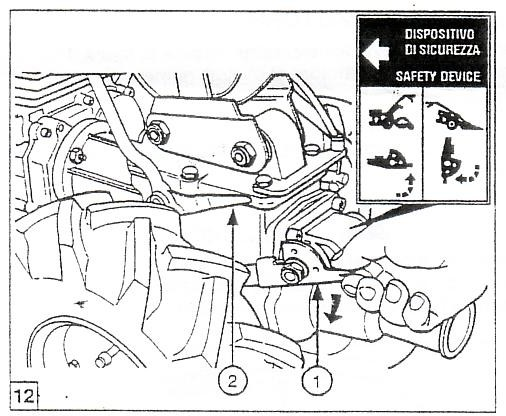 DISPOSITIVO
DI SICUREZZA
SAFETY DEVICE
2
1
12